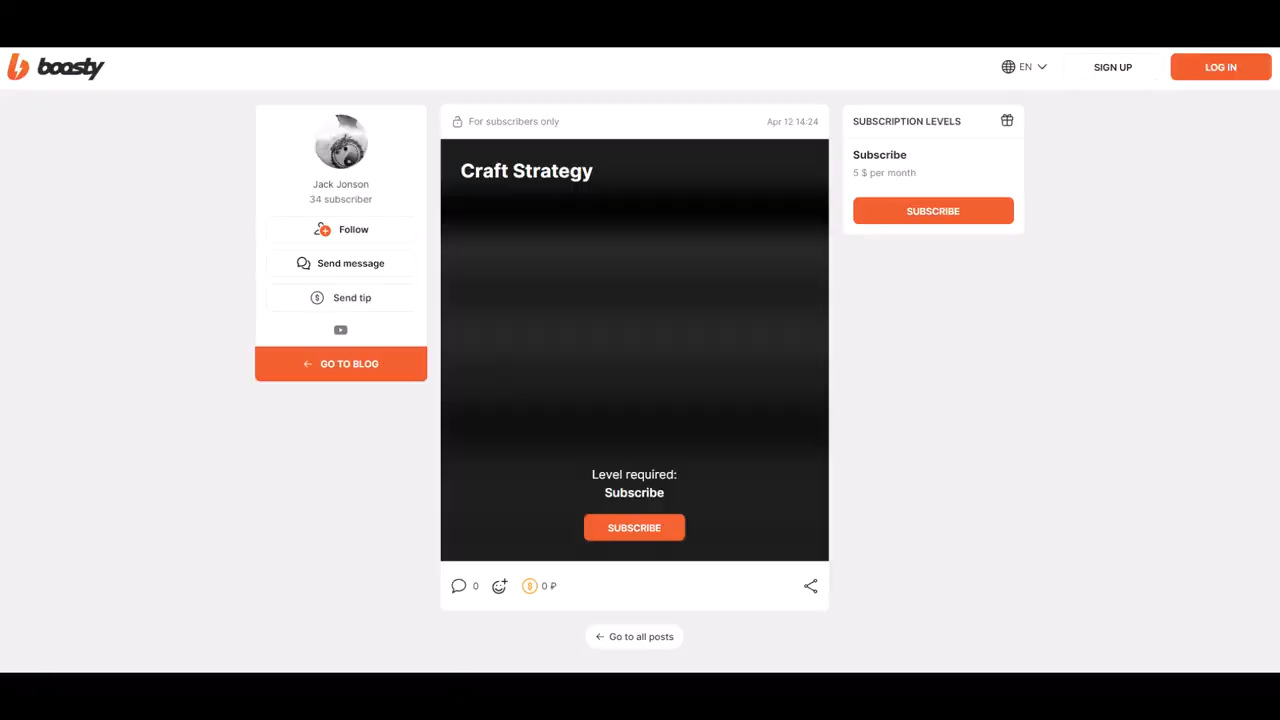 boosty
EN
SIGN UP
LOG IN
Jack Jonson
34 subscriber
Follow
Send message
Send tip
GO TO BLOG
For subscribers only
Apr 12 14:24
Craft Strategy
Level required:
Subscribe
SUBSCRIBE
0
0 ₽
Go to all posts
SUBSCRIPTION LEVELS
Subscribe
5 $ per month
SUBSCRIBE